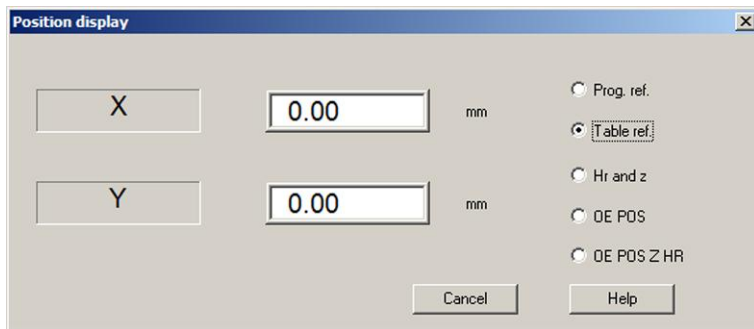 Position display
X 0.00 mm
Prog. ref.
Table ref.
Hr and z
Y 0.00 mm
OE POS
OE POS Z HR
Cancel Help